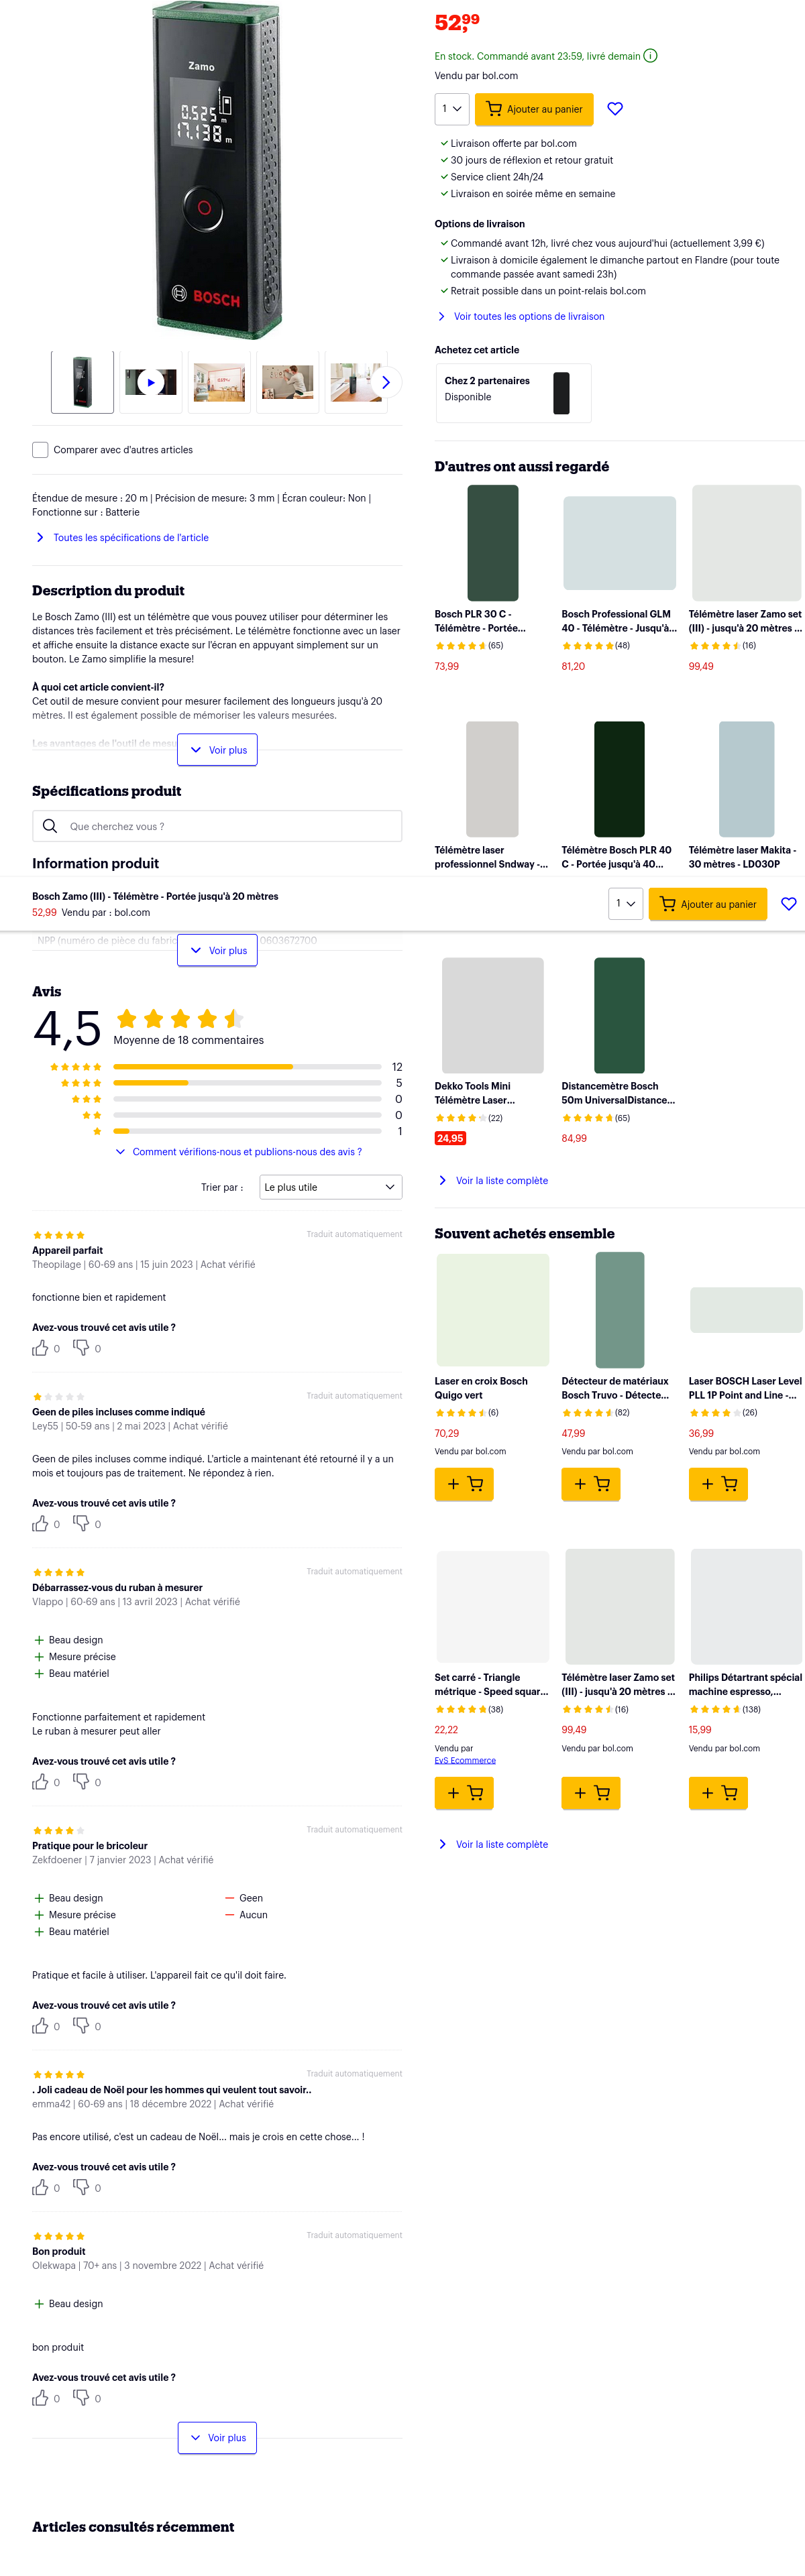 Zamo
0.525 m
17.138 m
BOSCH
Comparer avec d'autres articles
Étendue de mesure : 20 m | Précision de mesure: 3 mm | Écran couleur: Non |
Fonctionne sur : Batterie
Toutes les spécifications de l'article
Description du produit
Le Bosch Zamo (III) est un télémètre que vous pouvez utiliser pour déterminer les
distances très facilement et très précisément. Le télémètre fonctionne avec un laser
et affiche ensuite la distance exacte sur l'écran en appuyant simplement sur un
bouton. Le Zamo simplifie la mesure!
À quoi cet article convient-il?
Cet outil de mesure convient pour mesurer facilement des longueurs jusqu'à 20
mètres. Il est également possible de mémoriser les valeurs mesurées.
Les avantages de l'outil de mesu
Voir plus
Spécifications produit
Que cherchez vous ?
Information produit
Bosch Zamo (III) - Télémètre - Portée jusqu'à 20 mètres
52,99 Vendu par : bol.com
1
Ajouter au panier
NPP (numéro de pièce du fabric
0603672700
Voir plus
Avis
4,5
Moyenne de 18 commentaires
12
5
0
0
1
Comment vérifions-nous et publions-nous des avis ?
Trier par :
Le plus utile
Traduit automatiquement
Appareil parfait
Theopilage | 60-69 ans | 15 juin 2023 | Achat vérifié
fonctionne bien et rapidement
Avez-vous trouvé cet avis utile ?
0 0
Traduit automatiquement
Geen de piles incluses comme indiqué
Ley55 | 50-59 ans | 2 mai 2023 | Achat vérifié
Geen de piles incluses comme indiqué. L'article a maintenant été retourné il y a un
mois et toujours pas de traitement. Ne répondez à rien.
Avez-vous trouvé cet avis utile ?
0 0
Traduit automatiquement
Débarrassez-vous du ruban à mesurer
Vlappo | 60-69 ans | 13 avril 2023 | Achat vérifié
Beau design
Mesure précise
Beau matériel
Fonctionne parfaitement et rapidement
Le ruban à mesurer peut aller
Avez-vous trouvé cet avis utile ?
0 0
Traduit automatiquement
Pratique pour le bricoleur
Zekfdoener | 7 janvier 2023 | Achat vérifié
Beau design Geen
Mesure précise Aucun
Beau matériel
Pratique et facile à utiliser. L'appareil fait ce qu'il doit faire.
Avez-vous trouvé cet avis utile ?
0 0
Traduit automatiquement
. Joli cadeau de Noël pour les hommes qui veulent tout savoir..
emma42 | 60-69 ans | 18 décembre 2022 | Achat vérifié
Pas encore utilisé, c'est un cadeau de Noël... mais je crois en cette chose... !
Avez-vous trouvé cet avis utile ?
0 0
Traduit automatiquement
Bon produit
Olekwapa | 70+ ans | 3 novembre 2022 | Achat vérifié
Beau design
bon produit
Avez-vous trouvé cet avis utile ?
0 0
Voir plus
Articles consultés récemment
52,99
En stock. Commandé avant 23:59, livré demain
Vendu par bol.com
1
Ajouter au panier
Livraison offerte par bol.com
30 jours de réflexion et retour gratuit
Service client 24h/24
Livraison en soirée même en semaine
Options de livraison
Commandé avant 12h, livré chez vous aujourd'hui (actuellement 3,99 €)
Livraison à domicile également le dimanche partout en Flandre (pour toute
commande passée avant samedi 23h)
Retrait possible dans un point-relais bol.com
Voir toutes les options de livraison
Achetez cet article
Chez 2 partenaires
Disponible
D'autres ont aussi regardé
Bosch PLR 30 C -
Télémètre - Portée...
(65)
73,99
Bosch Professional GLM
40 - Télémètre - Jusqu'à...
(48)
81,20
Télémètre laser Zamo set
(III) - jusqu'à 20 mètres ...
(16)
99,49
Télémètre laser
professionnel Sndway -...
Télémètre Bosch PLR 40
C - Portée jusqu'à 40...
Télémètre laser Makita -
30 mètres - LD030P
Dekko Tools Mini
Télémètre Laser...
(22)
24,95
Distancemètre Bosch
50m UniversalDistance...
(65)
84,99
Voir la liste complète
Souvent achetés ensemble
Laser en croix Bosch
Quigo vert
(6)
70,29
Vendu par bol.com
Détecteur de matériaux
Bosch Truvo - Détecte...
(82)
47,99
Vendu par bol.com
Laser BOSCH Laser Level
PLL 1P Point and Line -...
(26)
36,99
Vendu par bol.com
Set carré - Triangle
métrique - Speed squar...
(38)
22,22
Vendu par
EvS Ecommerce
Télémètre laser Zamo set
(III) - jusqu'à 20 mètres ...
(16)
99,49
Vendu par bol.com
Philips Détartrant spécial
machine espresso,...
(138)
15,99
Vendu par bol.com
Voir la liste complète